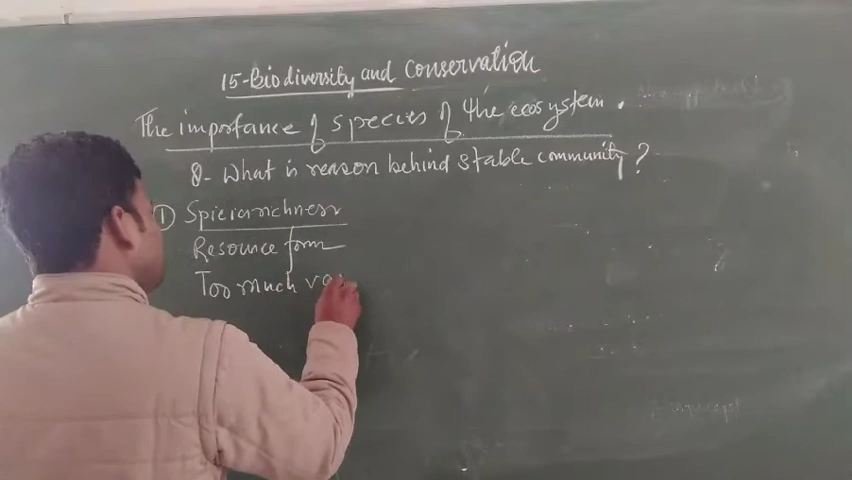 15-Biodiversity and conservation
The importance of species of the ecosystem.
Q- What is reason behind stable community?
① richness
Resource form
Too much